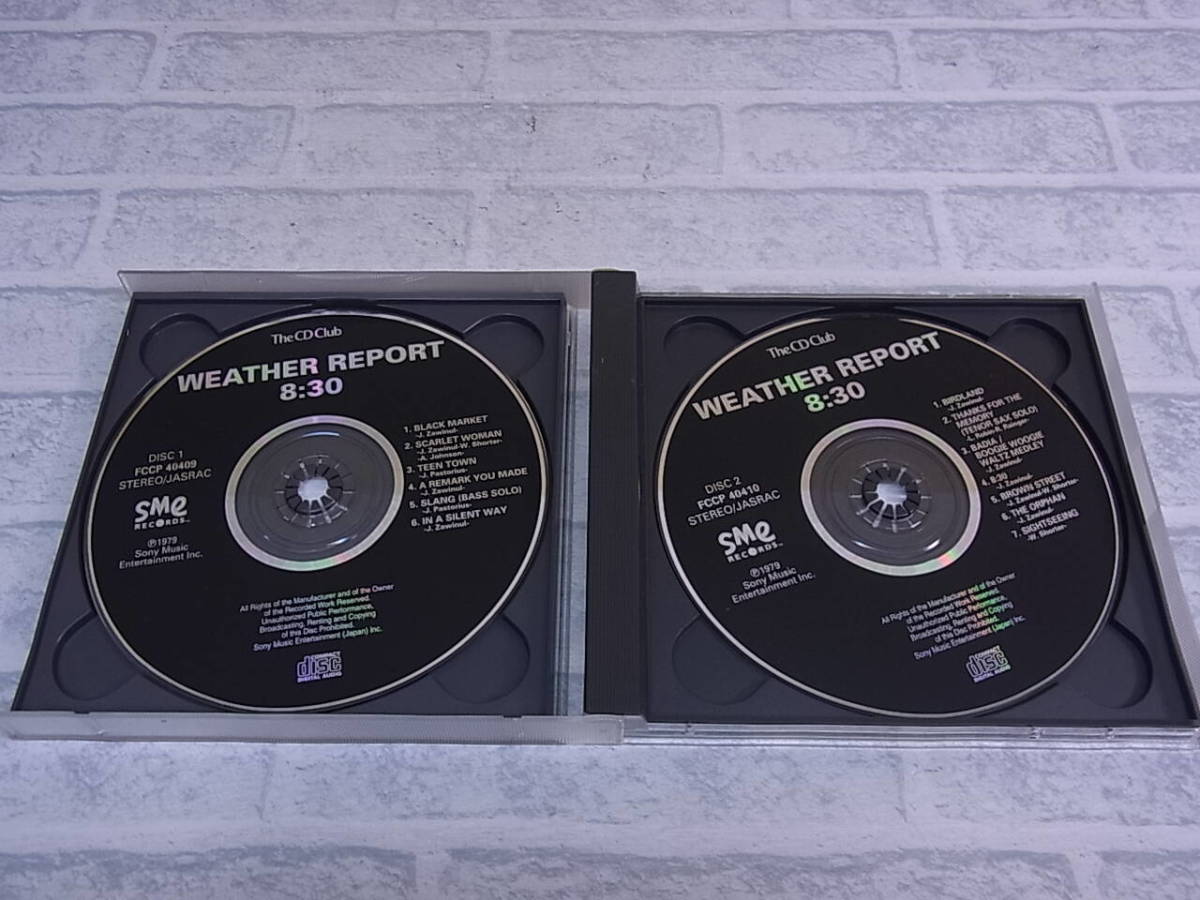 The CD Club
WEATHER REPORT
8:30
DISC 1
FCCP 40409
STEREO/JASRAC
SMe
RECORDS™
℗1979
Sony Music
Entertainment Inc.
1. BLACK MARKET
-J. Zawinul-
2. SCARLET WOMAN
-J. Zawinul-W. Shorter-
-A. Johnson-
3. TEEN TOWN
-J. Pastorius-
4. A REMARK YOU MADE
-J. Zawinul-
5. SLANG (BASS SOLO)
-J. Pastorius-
6. IN A SILENT WAY
-J. Zawinul-
All Rights of the Manufacturer and of the Owner
of the Recorded Work Reserved.
Unauthorized Public Performance,
Broadcasting, Renting and Copying
of this Disc Prohibited.
Sony Music Entertainment (Japan) Inc.
COMPACT
disc
DIGITAL AUDIO
The CD Club
WEATHER REPORT
8:30
DISC 2
FCCP 40410
STEREO/JASRAC
SMe
RECORDS™
℗1979
Sony Music
Entertainment Inc.
1. BIRDLAND
-J. Zawinul-
2. THANKS FOR THE
MEMORY
(TENOR SAX SOLO)
-L. Robin-R. Rainger-
3. BADIA /
BOOGIE WOOGIE
WALTZ MEDLEY
-J. Zawinul-
4. 8:30
-J. Zawinul-
5. BROWN STREET
-J. Zawinul-W. Shorter-
6. THE ORPHAN
-J. Zawinul-
7. SIGHTSEEING
-W. Shorter-
All Rights of the Manufacturer and of the Owner
of the Recorded Work Reserved.
Unauthorized Public Performance,
Broadcasting, Renting and Copying
of this Disc Prohibited.
Sony Music Entertainment (Japan) Inc.
COMPACT
disc
DIGITAL AUDIO